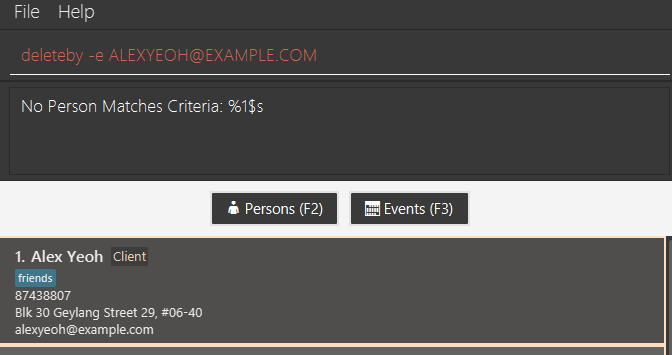 File Help
deleteby -e ALEXYEOH@EXAMPLE.COM
No Person Matches Criteria: %1$s
Persons (F2) Events (F3)
1. Alex Yeoh Client
friends
87438807
Blk 30 Geylang Street 29, #06-40
alexyeoh@example.com